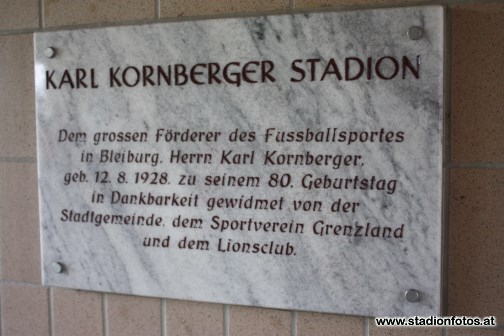 KARL KORNBERGER STADION
Dem grossen Förderer des Fussballsportes
in Bleiburg, Herrn Karl Kornberger,
geb. 12. 8. 1928, zu seinem 80. Geburtstag
in Dankbarkeit gewidmet von der
Stadtgemeinde, dem Sportverein Grenzland
und dem Lionsclub.
www.stadionfotos.at